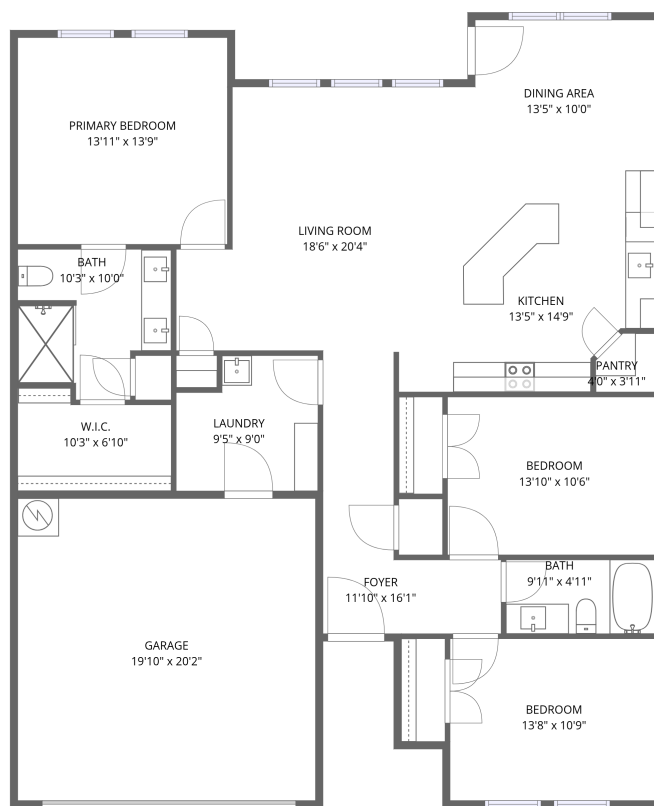 DINING AREA
13'5" x 10'0"
PRIMARY BEDROOM
13'11" x 13'9"
LIVING ROOM
18'6" x 20'4"
BATH
10'3" x 10'0"
KITCHEN
13'5" x 14'9"
PANTRY
4'0" x 3'11"
W.I.C.
10'3" x 6'10"
LAUNDRY
9'5" x 9'0"
BEDROOM
13'10" x 10'6"
BATH
9'11" x 4'11"
FOYER
11'10" x 16'1"
GARAGE
19'10" x 20'2"
BEDROOM
13'8" x 10'9"